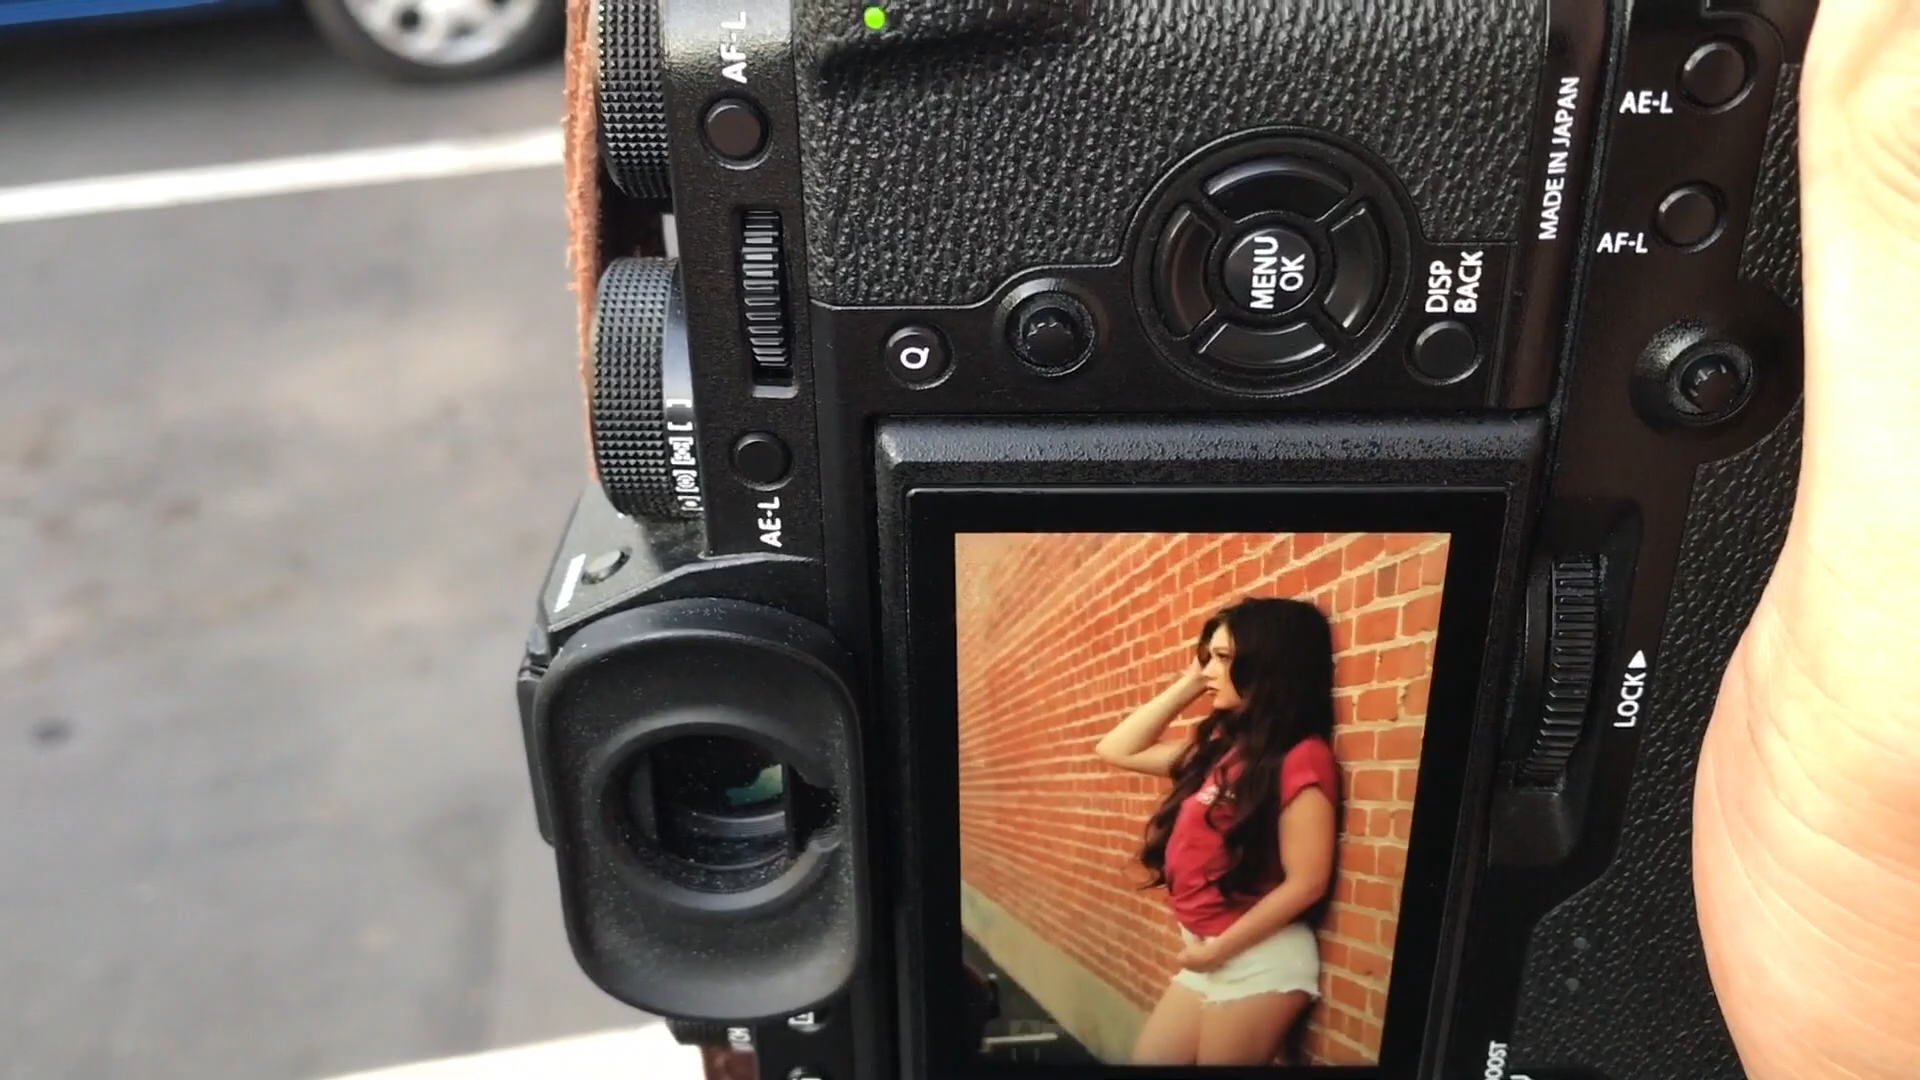 AF-L
AE-L
Q
MENU
OK
DISP
BACK
MADE IN JAPAN
AE-L
AF-L
LOCK